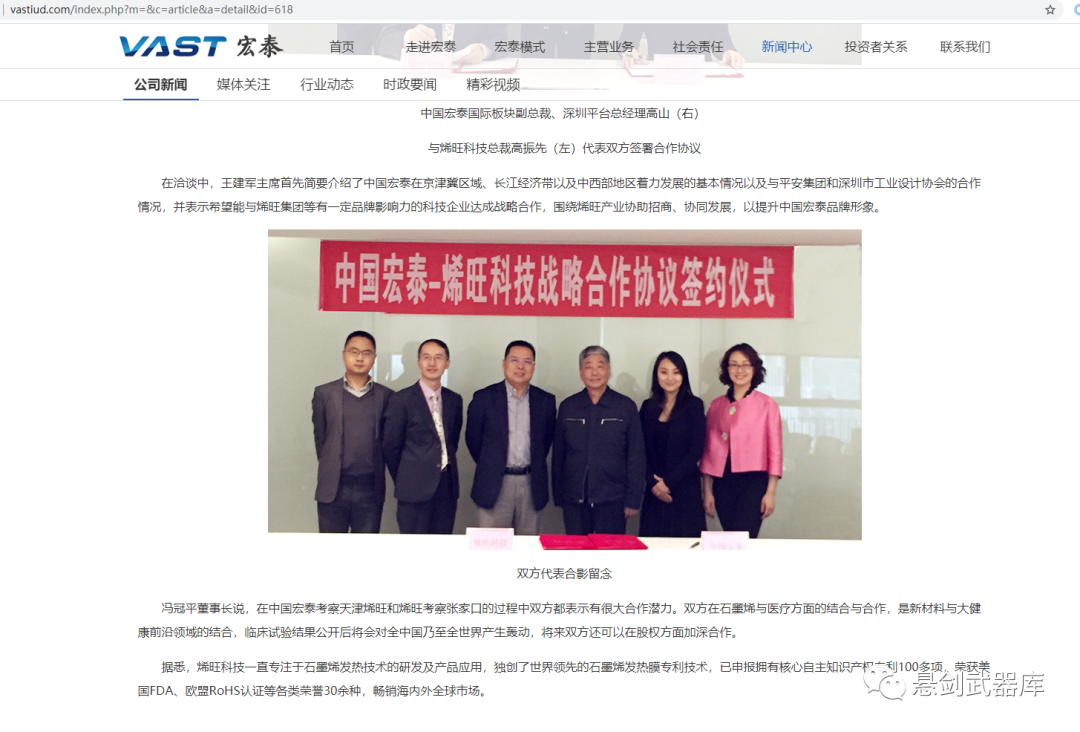 vastiud.com/index.php?m=&c=article&a=detail&id=618
VAST 宏泰 首页 走进宏泰 宏泰模式 主营业务 社会责任 新闻中心 投资者关系 联系我们
公司新闻 媒体关注 行业动态 时政要闻 精彩视频
中国宏泰国际板块副总裁、深圳平台总经理高山（右）
与烯旺科技总裁高振先（左）代表双方签署合作协议
在洽谈中，王建军主席首先简要介绍了中国宏泰在京津冀区域、长江经济带以及中西部地区着力发展的基本情况以及与平安集团和深圳市工业设计协会的合作
情况，并表示希望能与烯旺集团等有一定品牌影响力的科技企业达成战略合作，围绕烯旺产业协助招商、协同发展，以提升中国宏泰品牌形象。
中国宏泰-烯旺科技战略合作协议签约仪式
双方代表合影留念
冯冠平董事长说，在中国宏泰考察天津烯旺和烯旺考察张家口的过程中双方都表示有很大合作潜力。双方在石墨烯与医疗方面的结合与合作，是新材料与大健
康前沿领域的结合，临床试验结果公开后将会对全中国乃至全世界产生轰动，将来双方还可以在股权方面加深合作。
据悉，烯旺科技一直专注于石墨烯发热技术的研发及产品应用，独创了世界领先的石墨烯发热膜专利技术，已申报拥有核心自主知识产权专利100多项，荣获美
国FDA、欧盟RoHS认证等各类荣誉30余种，畅销海内外全球市场。
悬剑武器库